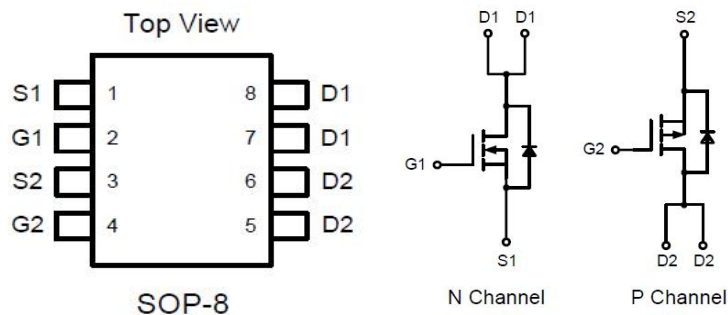 Top View
S1 1 8 D1
G1 2 7 D1
S2 3 6 D2
G2 4 5 D2
SOP-8
D1 D1
G1
S1
N Channel
S2
G2
D2 D2
P Channel